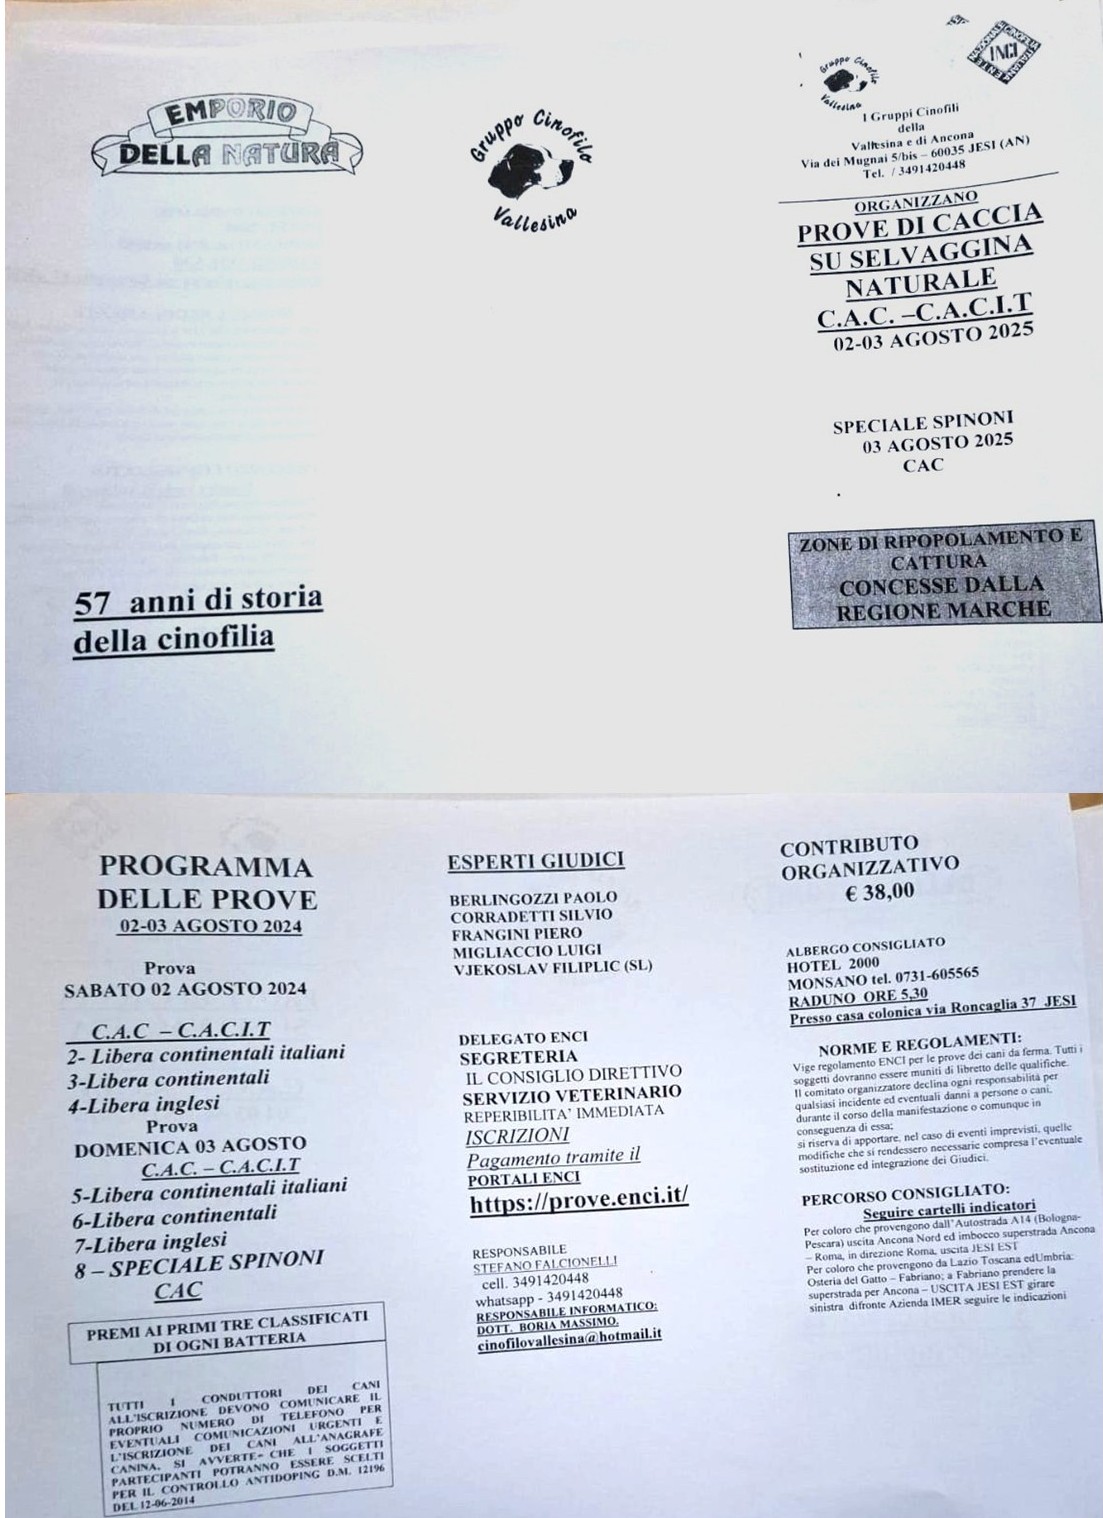 EMPORIO
DELLA NATURA
57 anni di storia
della cinofilia
Gruppo Cinofilo
Vallesina
Gruppo Cinofilo
Vallesina
INCI
I Gruppi Cinofili
della
Vallesina e di Ancona
Via dei Mugnai 5/bis – 60035 JESI (AN)
Tel. / 3491420448
ORGANIZZANO
PROVE DI CACCIA
SU SELVAGGINA
NATURALE
C.A.C. –C.A.C.I.T
02-03 AGOSTO 2025
SPECIALE SPINONI
03 AGOSTO 2025
CAC
ZONE DI RIPOPOLAMENTO E
CATTURA
CONCESSE DALLA
REGIONE MARCHE
PROGRAMMA
DELLE PROVE
02-03 AGOSTO 2024
Prova
SABATO 02 AGOSTO 2024
C.A.C – C.A.C.I.T
2- Libera continentali italiani
3-Libera continentali
4-Libera inglesi
Prova
DOMENICA 03 AGOSTO
C.A.C. – C.A.C.I.T
5-Libera continentali italiani
6-Libera continentali
7-Libera inglesi
8 – SPECIALE SPINONI
CAC
PREMI AI PRIMI TRE CLASSIFICATI
DI OGNI BATTERIA
TUTTI I CONDUTTORI DEI CANI
ALL'ISCRIZIONE DEVONO COMUNICARE IL
PROPRIO NUMERO DI TELEFONO PER
EVENTUALI COMUNICAZIONI URGENTI E
L'ISCRIZIONE DEI CANI ALL'ANAGRAFE
CANINA. SI AVVERTE- CHE I SOGGETTI
PARTECIPANTI POTRANNO ESSERE SCELTI
PER IL CONTROLLO ANTIDOPING D.M. 12196
DEL 12-06-2014
ESPERTI GIUDICI
BERLINGOZZI PAOLO
CORRADETTI SILVIO
FRANGINI PIERO
MIGLIACCIO LUIGI
VJEKOSLAV FILIPLIC (SL)
DELEGATO ENCI
SEGRETERIA
IL CONSIGLIO DIRETTIVO
SERVIZIO VETERINARIO
REPERIBILITA' IMMEDIATA
ISCRIZIONI
Pagamento tramite il
PORTALI ENCI
https://prove.enci.it/
RESPONSABILE
STEFANO FALCIONELLI
cell. 3491420448
whatsapp - 3491420448
RESPONSABILE INFORMATICO:
DOTT. BORIA MASSIMO.
cinofilovallesina@hotmail.it
CONTRIBUTO
ORGANIZZATIVO
€ 38,00
ALBERGO CONSIGLIATO
HOTEL 2000
MONSANO tel. 0731-605565
RADUNO ORE 5,30
Presso casa colonica via Roncaglia 37 JESI
NORME E REGOLAMENTI:
Vige regolamento ENCI per le prove dei cani da ferma. Tutti i
soggetti dovranno essere muniti di libretto delle qualifiche.
Il comitato organizzatore declina ogni responsabilità per
qualsiasi incidente ed eventuali danni a persone o cani,
durante il corso della manifestazione o comunque in
conseguenza di essa;
si riserva di apportare, nel caso di eventi imprevisti, quelle
modifiche che si rendessero necessarie compresa l'eventuale
sostituzione ed integrazione dei Giudici.
PERCORSO CONSIGLIATO:
Seguire cartelli indicatori
Per coloro che provengono dall'Autostrada A14 (Bologna-
Pescara) uscita Ancona Nord ed imbocco superstrada Ancona
– Roma, in direzione Roma, uscita JESI EST
Per coloro che provengono da Lazio Toscana edUmbria:
Osteria del Gatto – Fabriano; a Fabriano prendere la
superstrada per Ancona – USCITA JESI EST girare
sinistra difronte Azienda IMER seguire le indicazioni